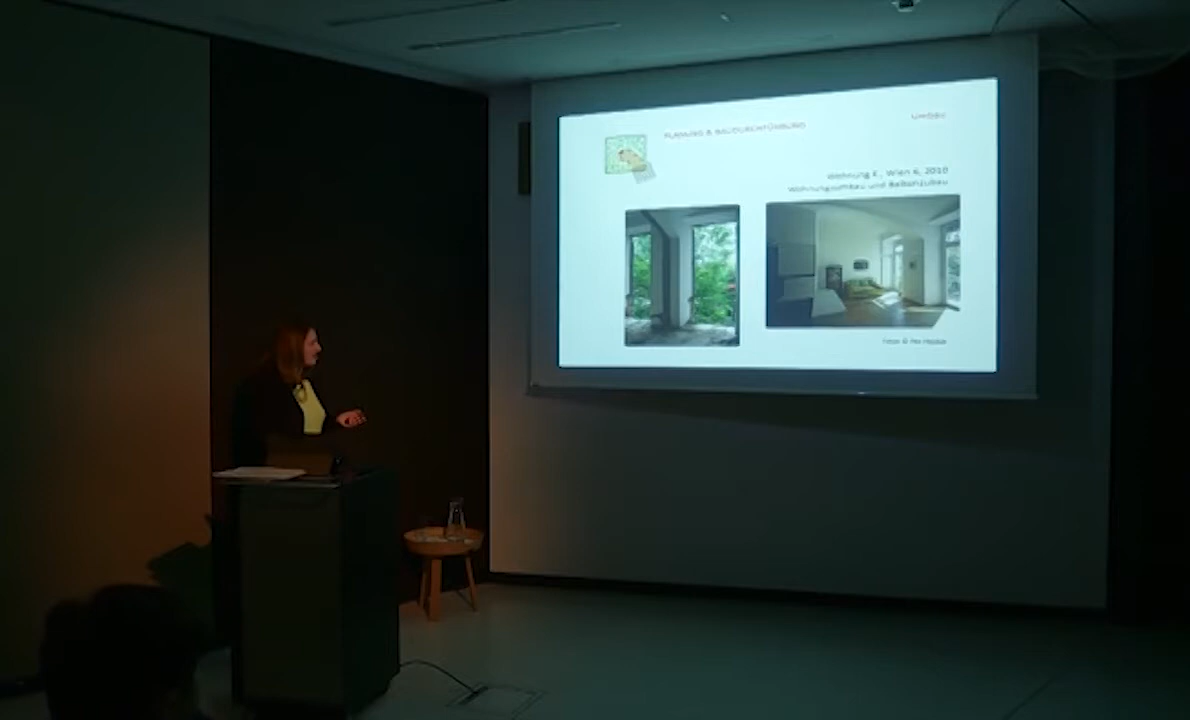 PLANUNG & BAUDURCHFÜHRUNG
Umbau
Wohnung K., Wien 6, 2010
Wohnungsumbau und Balkonzubau